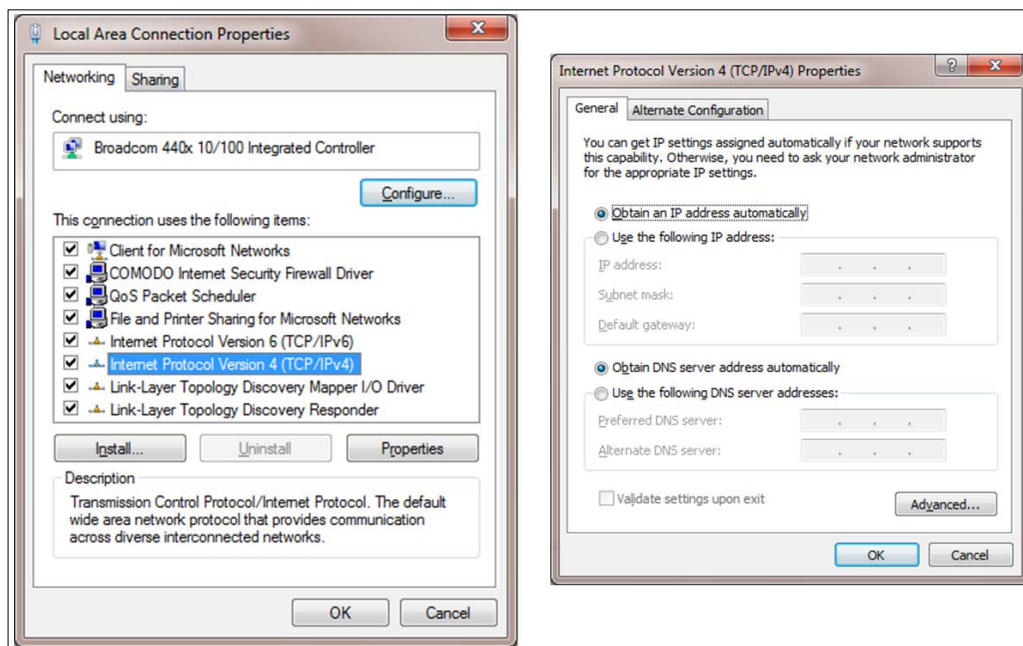 Local Area Connection Properties
Networking
Sharing
Connect using:
Broadcom 440x 10/100 Integrated Controller
Configure...
This connection uses the following items:
Client for Microsoft Networks
COMODO Internet Security Firewall Driver
QoS Packet Scheduler
File and Printer Sharing for Microsoft Networks
Internet Protocol Version 6 (TCP/IPv6)
Internet Protocol Version 4 (TCP/IPv4)
Link-Layer Topology Discovery Mapper I/O Driver
Link-Layer Topology Discovery Responder
Install...
Uninstall
Properties
Description
Transmission Control Protocol/Internet Protocol. The default
wide area network protocol that provides communication
across diverse interconnected networks.
OK
Cancel
Internet Protocol Version 4 (TCP/IPv4) Properties
General
Alternate Configuration
You can get IP settings assigned automatically if your network supports
this capability. Otherwise, you need to ask your network administrator
for the appropriate IP settings.
Obtain an IP address automatically
Use the following IP address:
IP address:
Subnet mask:
Default gateway:
Obtain DNS server address automatically
Use the following DNS server addresses:
Preferred DNS server:
Alternate DNS server:
Validate settings upon exit
Advanced...
OK
Cancel